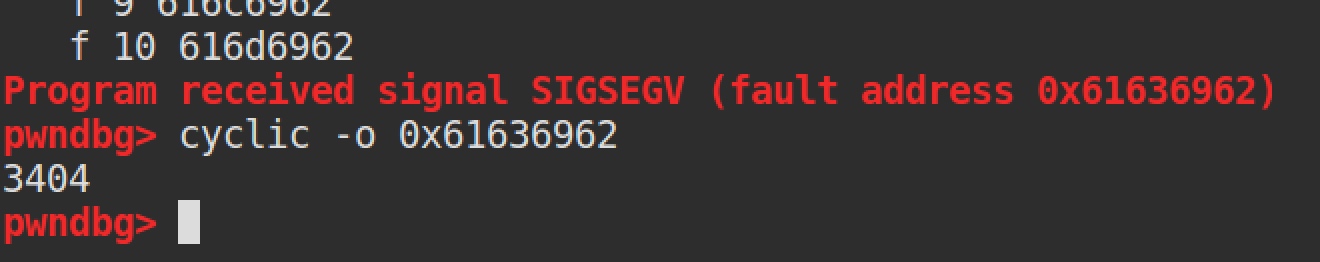 f 9 616c6962
f 10 616d6962
Program received signal SIGSEGV (fault address 0x61636962)
pwndbg> cyclic -o 0x61636962
3404
pwndbg>